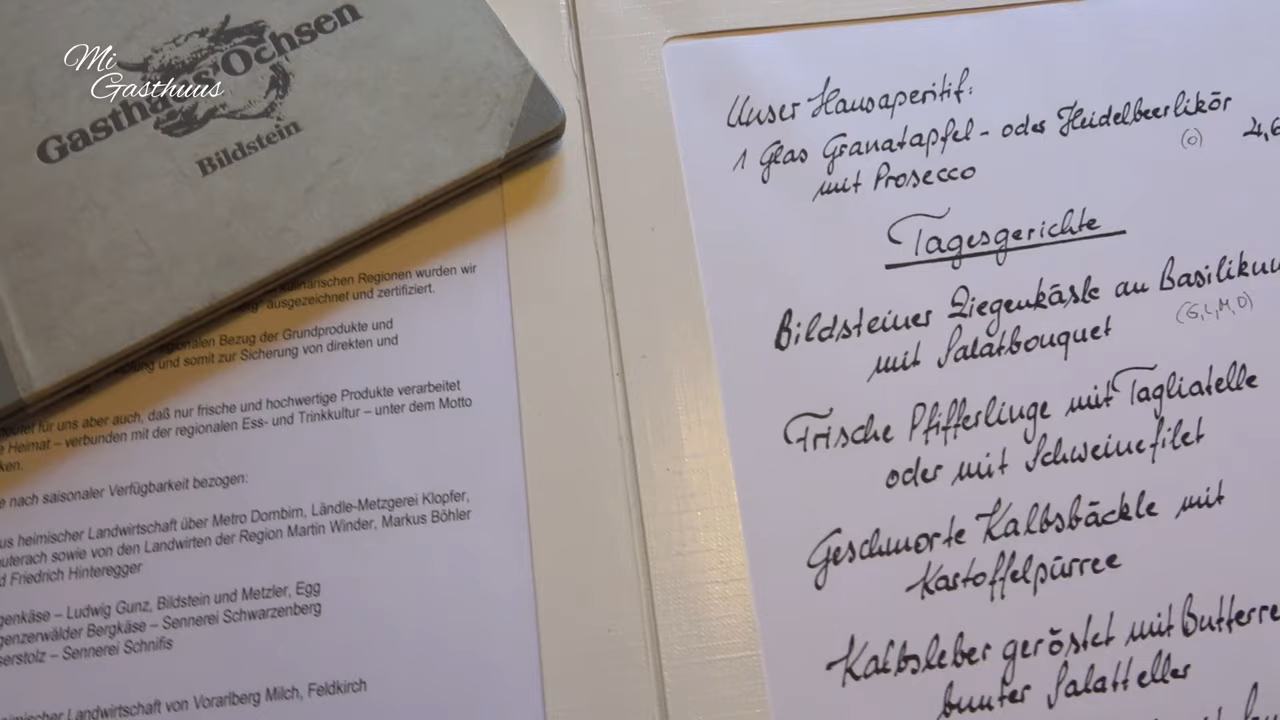 Mi
Gasthuus
Gasthaus Ochsen
Bildstein
kulinarischen Regionen wurden wir
ausgezeichnet und zertifiziert.
Bezug der Grundprodukte und
und somit zur Sicherung von direkten und
für uns aber auch, daß nur frische und hochwertige Produkte verarbeitet
Heimat – verbunden mit der regionalen Ess- und Trinkkultur – unter dem Motto
nach saisonaler Verfügbarkeit bezogen:
heimischer Landwirtschaft über Metro Dornbirn, Ländle-Metzgerei Klopfer,
sowie von den Landwirten der Region Martin Winder, Markus Böhler
Friedrich Hinteregger
– Ludwig Gunz, Bildstein und Metzler, Egg
Bergkäse – Sennerei Schwarzenberg
– Sennerei Schnifis
Landwirtschaft von Vorarlberg Milch, Feldkirch
Unser Hausaperitif:
1 Glas Granatapfel- oder Heidelbeerlikör
(O)
mit Prosecco
Tagesgerichte
Bildsteiner Ziegenkäsle an
mit Salatbouquet
(G,L,M,O)
Frische Pfifferlinge mit Tagliatelle
oder mit Schweinefilet
Geschmorte Kalbsbäckle mit
Kartoffelpürree
Kalbsleber geröstet mit
bunter Salatteller